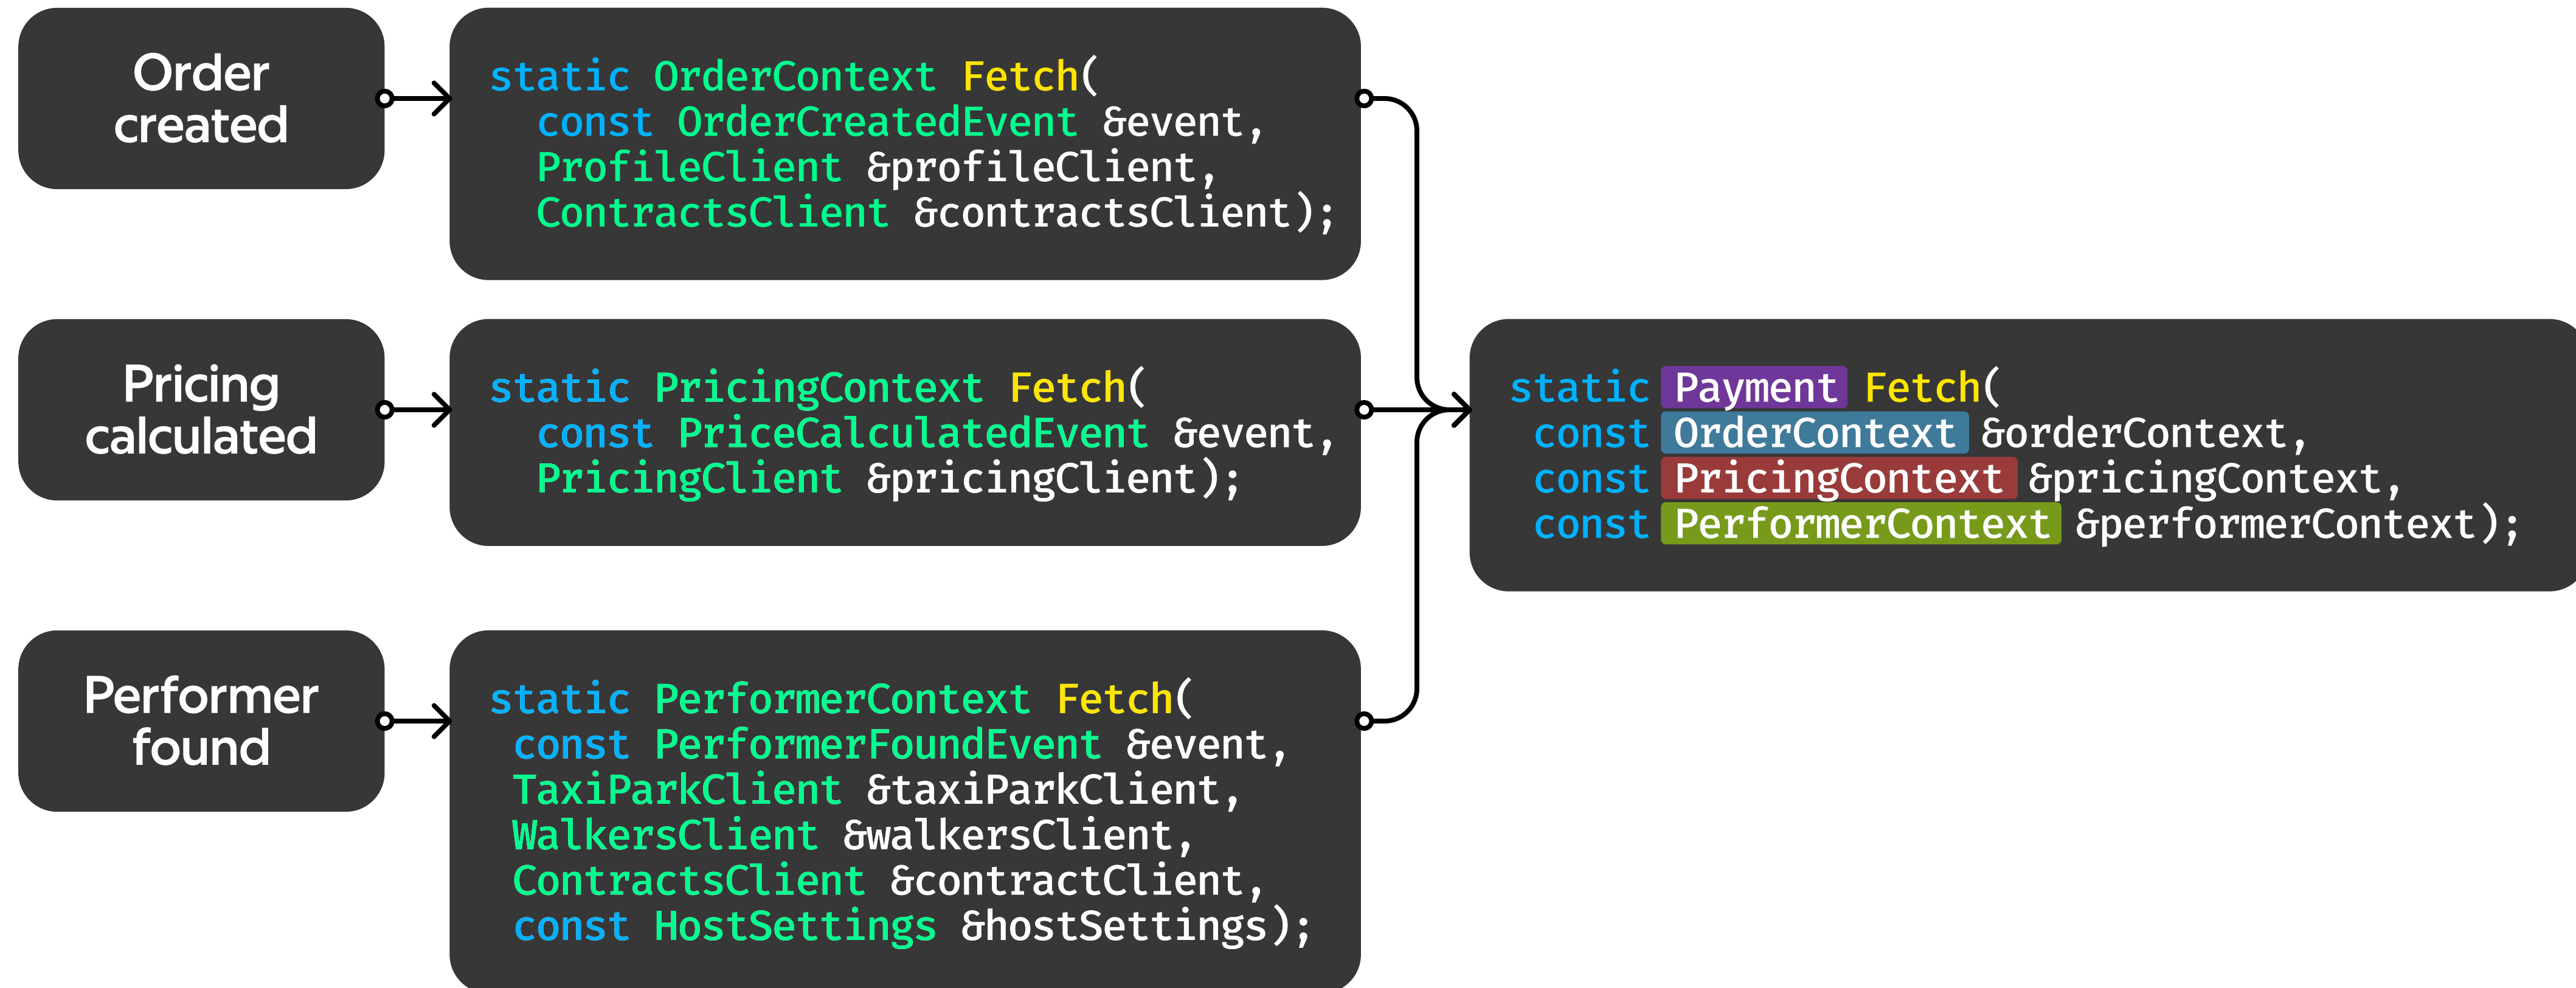 Order
created
static OrderContext Fetch(
const OrderCreatedEvent &event,
ProfileClient &profileClient,
ContractsClient &contractsClient);
Pricing
calculated
static PricingContext Fetch(
const PriceCalculatedEvent &event,
PricingClient &pricingClient);
Performer
found
static PerformerContext Fetch(
const PerformerFoundEvent &event,
TaxiParkClient &taxiParkClient,
WalkersClient &walkersClient,
ContractsClient &contractClient,
const HostSettings &hostSettings);
static Payment Fetch(
const OrderContext &orderContext,
const PricingContext &pricingContext,
const PerformerContext &performerContext);